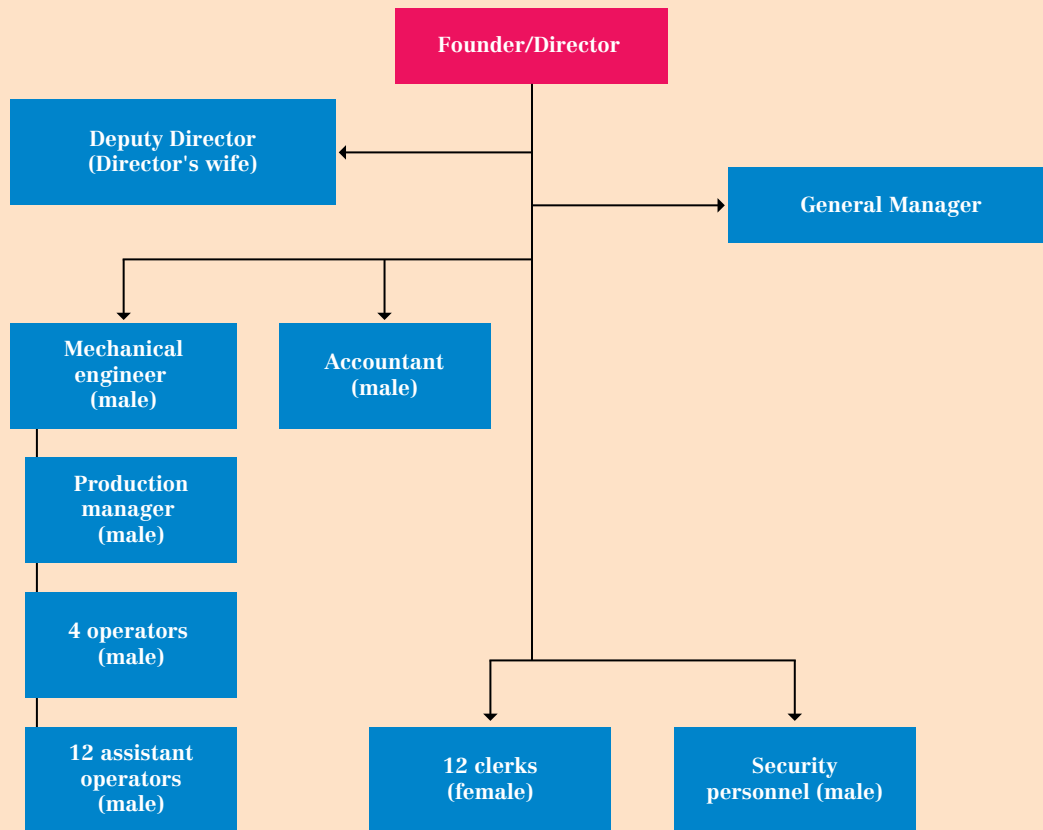 Founder/Director
Deputy Director
(Director's wife)
General Manager
Mechanical
engineer
(male)
Accountant
(male)
Production
manager
(male)
4 operators
(male)
12 assistant
operators
(male)
12 clerks
(female)
Security
personnel (male)